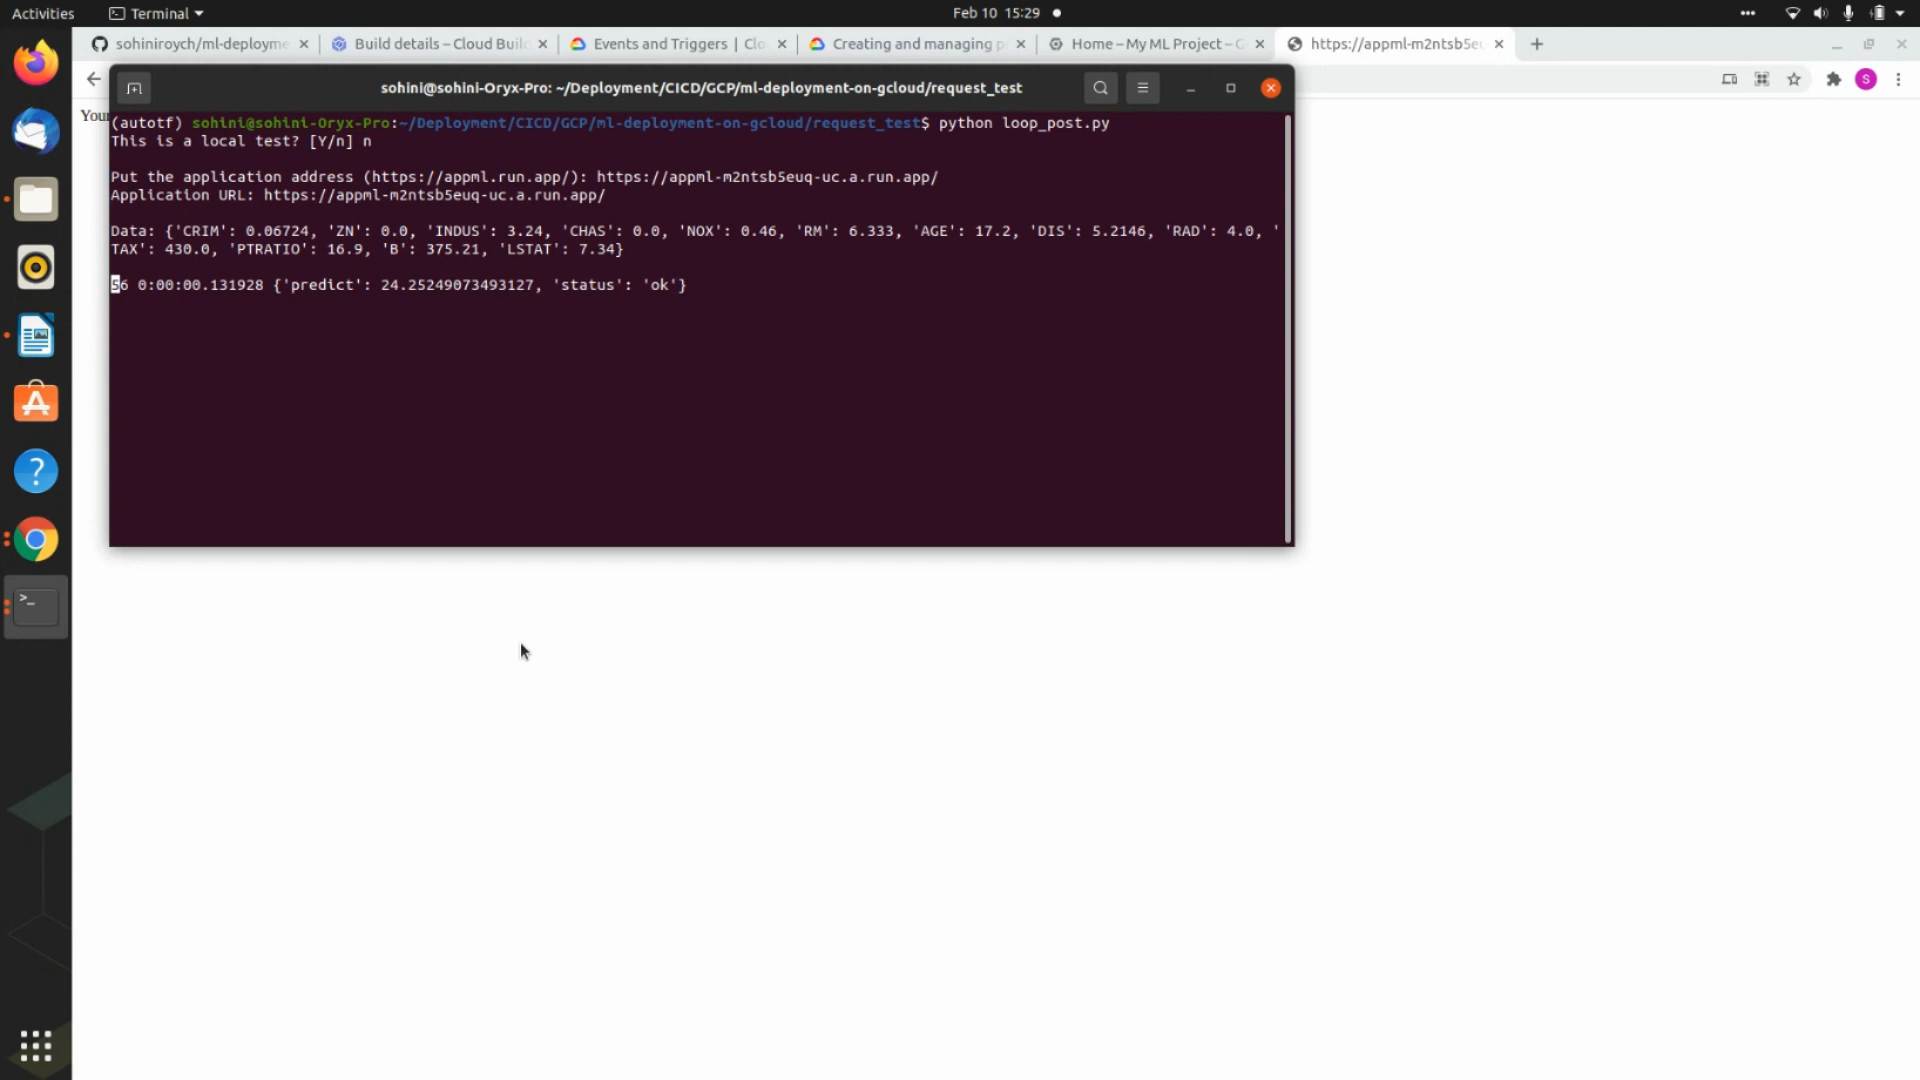 Activities
Terminal
Feb 10 15:29
sohiniroych/ml-deployme
Build details – Cloud Buil
Events and Triggers | Clo
Creating and managing p
Home – My ML Project – G
https://appml-m2ntsb5eu
S
sohini@sohini-Oryx-Pro: ~/Deployment/CICD/GCP/ml-deployment-on-gcloud/request_test
Your
(autotf) sohini@sohini-Oryx-Pro:~/Deployment/CICD/GCP/ml-deployment-on-gcloud/request_test$ python loop_post.py
This is a local test? [Y/n] n
Put the application address (https://appml.run.app/): https://appml-m2ntsb5euq-uc.a.run.app/
Application URL: https://appml-m2ntsb5euq-uc.a.run.app/
Data: {'CRIM': 0.06724, 'ZN': 0.0, 'INDUS': 3.24, 'CHAS': 0.0, 'NOX': 0.46, 'RM': 6.333, 'AGE': 17.2, 'DIS': 5.2146, 'RAD': 4.0, '
TAX': 430.0, 'PTRATIO': 16.9, 'B': 375.21, 'LSTAT': 7.34}
56 0:00:00.131928 {'predict': 24.25249073493127, 'status': 'ok'}